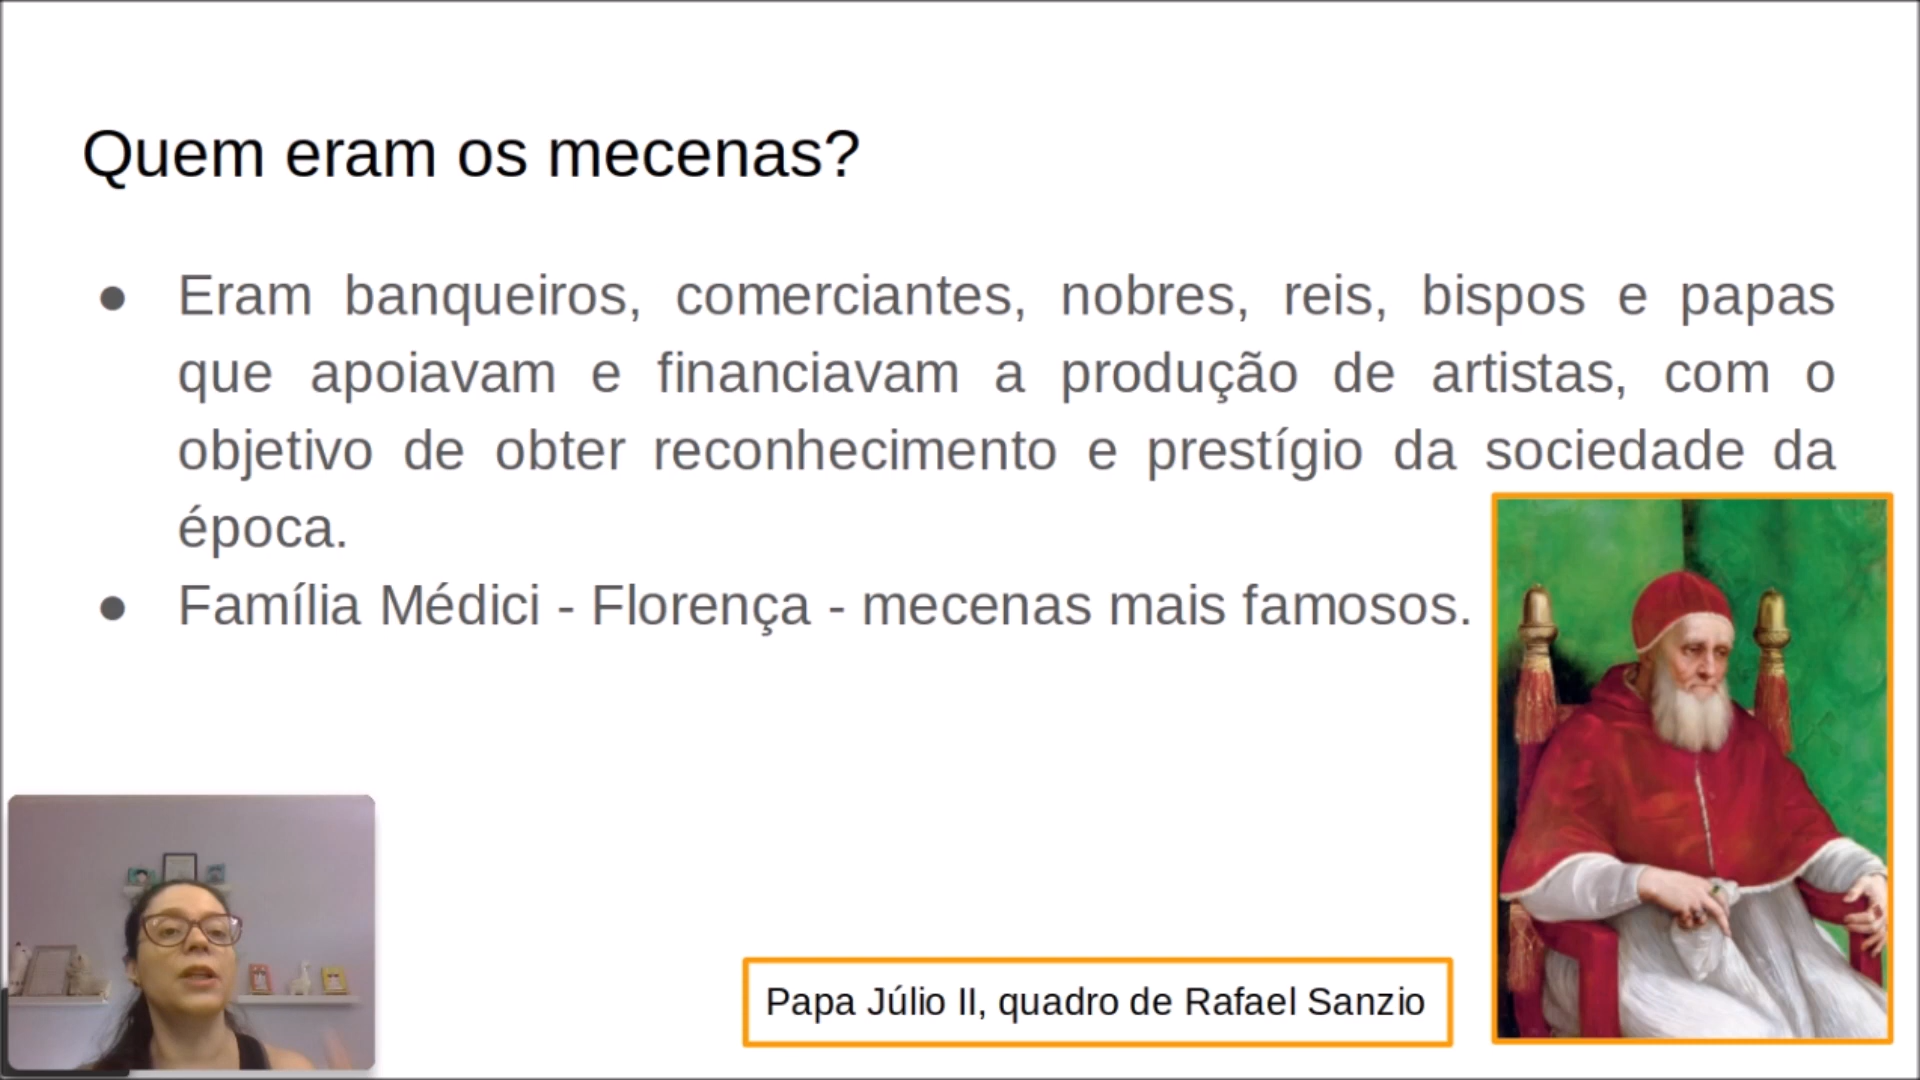 Quem eram os mecenas?
● Eram banqueiros, comerciantes, nobres, reis, bispos e papas
que apoiavam e financiavam a produção de artistas, com o
objetivo de obter reconhecimento e prestígio da sociedade da
época.
● Família Médici - Florença - mecenas mais famosos.
Papa Júlio II, quadro de Rafael Sanzio